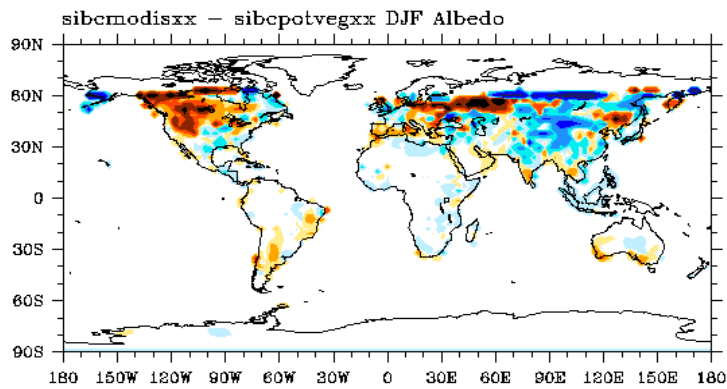 sibcmodisxx – sibcpotvegxx DJF Albedo
90N
60N
30N
0
30S
60S
90S
180 150W 120W 90W 60W 30W 0 30E 60E 90E 120E 150E 180